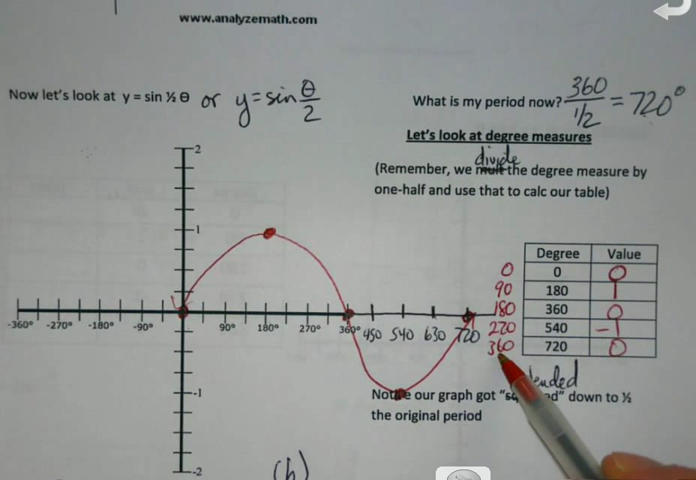 www.analyzemath.com
Now let's look at y = sin ½ θ or y = sin θ/2
What is my period now? 360/1/2 = 720°
Let's look at degree measures
divide
(Remember, we mult the degree measure by
one-half and use that to calc our table)
2
1
-360° -270° -180° -90° 90° 180° 270° 360° 450 540 630 720
-1
-2
Degree Value
0 0 0
90 180 1
180 360 0
270 540 -1
360 720 0
Notice our graph got down to ½
the original period
(h)